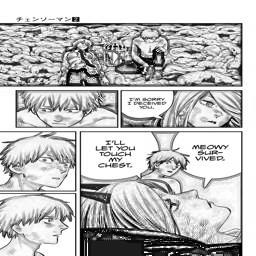 チェンソーマン2
I'M SORRY
I DECEIVED
YOU.
I'LL
LET YOU
TOUCH
MY
CHEST.
MEOWY
SUR-
VIVED.